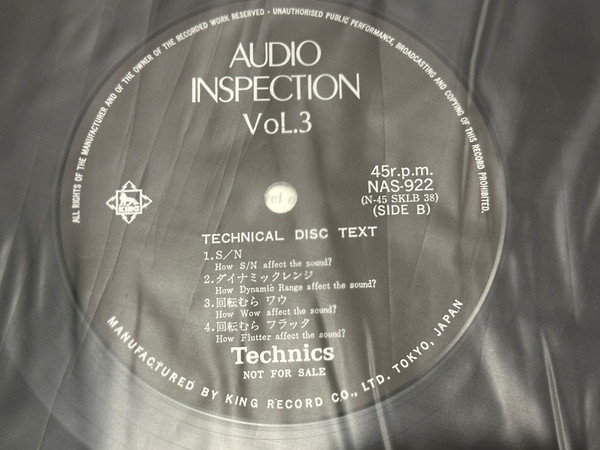 ALL RIGHTS OF THE MANUFACTURER AND OF THE OWNER OF THE RECORDED WORK RESERVED • UNAUTHORISED PUBLIC PERFORMANCE, BROADCASTING AND COPYING OF THIS RECORD PROHIBITED.
AUDIO
INSPECTION
VoL.3
45r.p.m.
NAS-922
(N-45 SKLB 38)
(SIDE B)
KING
TECHNICAL DISC TEXT
1.S/N
How S/N affect the sound?
2.ダイナミックレンジ
How Dynamic Range affect the sound?
3.回転むら ワウ
How Wow affect the sound?
4.回転むら フラッタ
How Flutter affect the sound?
Technics
NOT FOR SALE
MANUFACTURED BY KING RECORD CO., LTD. TOKYO, JAPAN